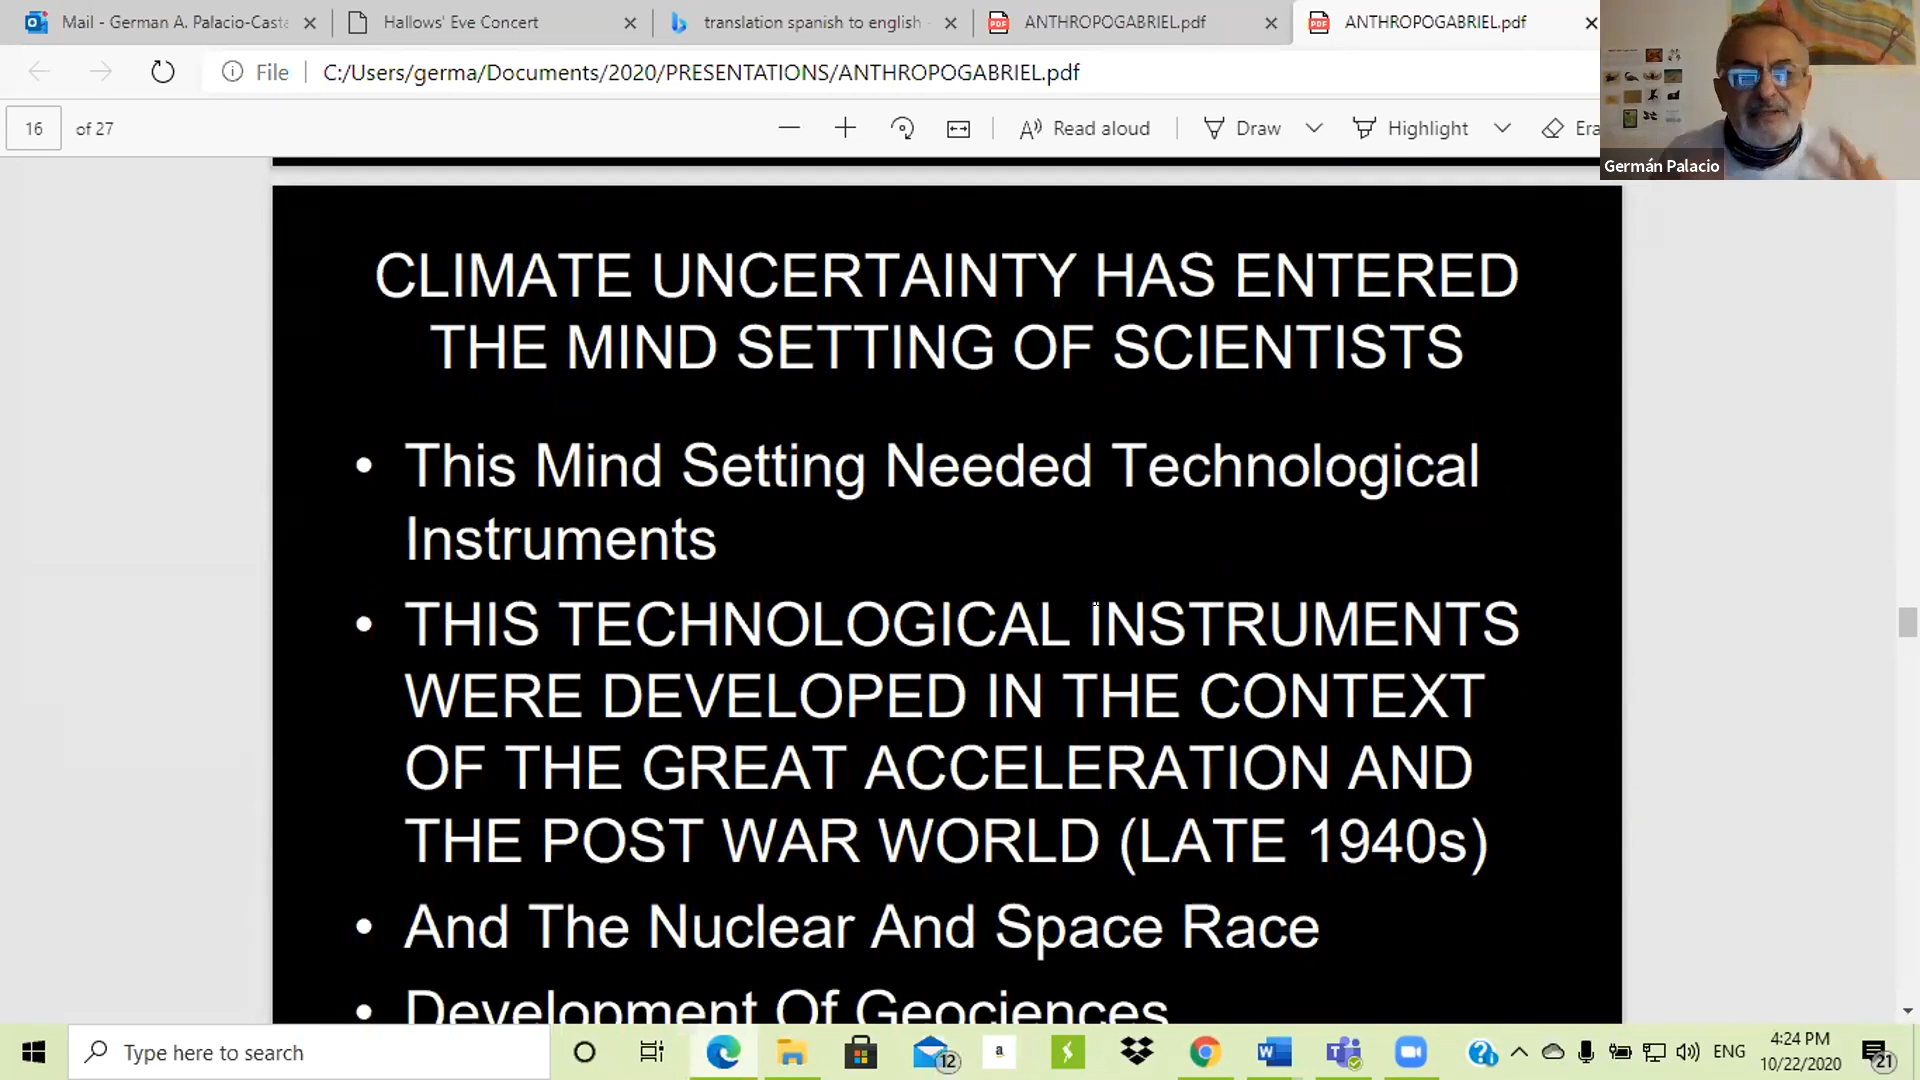 Mail - German A. Palacio-Casta
Hallows' Eve Concert
translation spanish to english -
ANTHROPOGABRIEL.pdf
ANTHROPOGABRIEL.pdf
File
C:/Users/germa/Documents/2020/PRESENTATIONS/ANTHROPOGABRIEL.pdf
16 of 27
Read aloud
Draw
Highlight
Era
Germán Palacio
CLIMATE UNCERTAINTY HAS ENTERED
THE MIND SETTING OF SCIENTISTS
• This Mind Setting Needed Technological
Instruments
• THIS TECHNOLOGICAL INSTRUMENTS
WERE DEVELOPED IN THE CONTEXT
OF THE GREAT ACCELERATION AND
THE POST WAR WORLD (LATE 1940s)
• And The Nuclear And Space Race
• Development Of Geociences
Type here to search
12
a
ENG
4:24 PM
10/22/2020
21